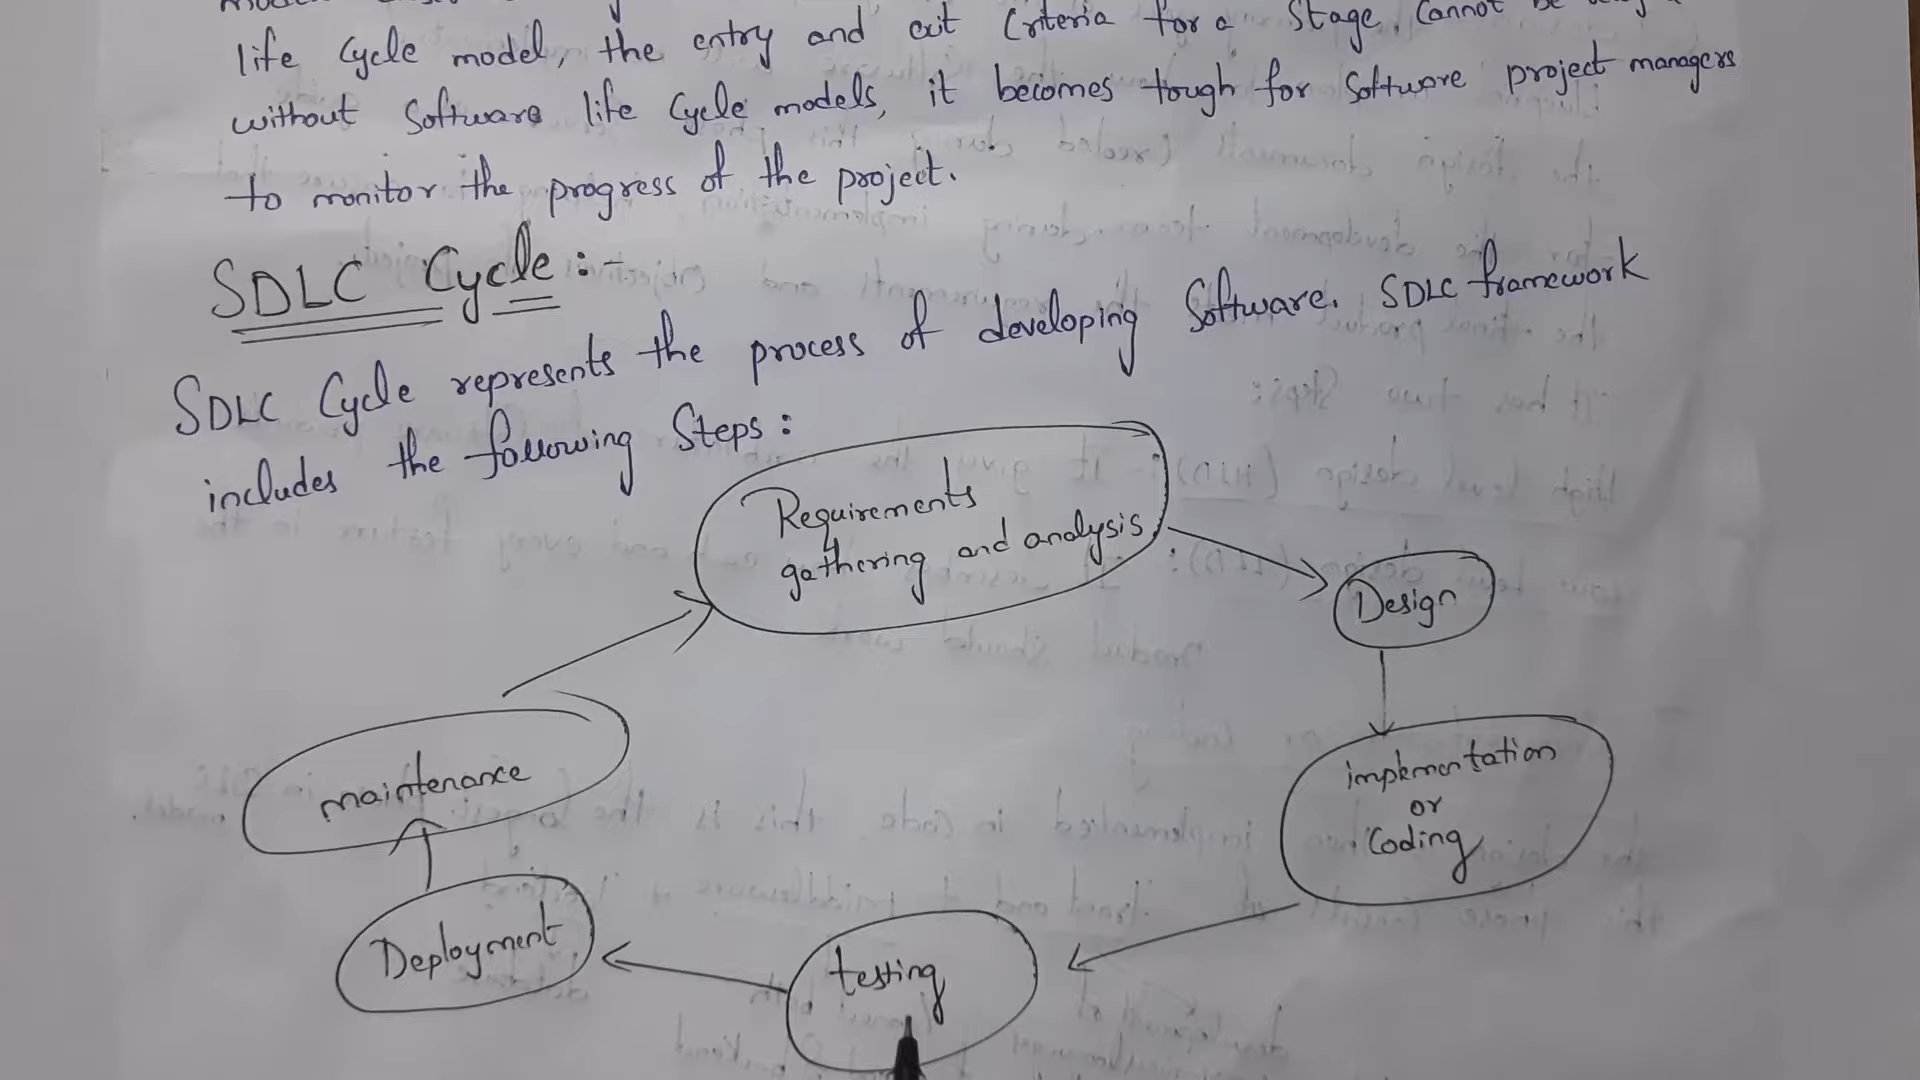 life Cycle model, the entry and exit Criteria for a Stage, Cannot be
without Software life Cycle models, it becomes tough for Software project managers
to monitor the progress of the project.
SDLC Cycle :-
SDLC Cycle represents the process of developing Software. SDLC framework
includes the following Steps :
Requirements
gathering and analysis
Design
implementation
or
Coding
testing
Deployment
maintenance